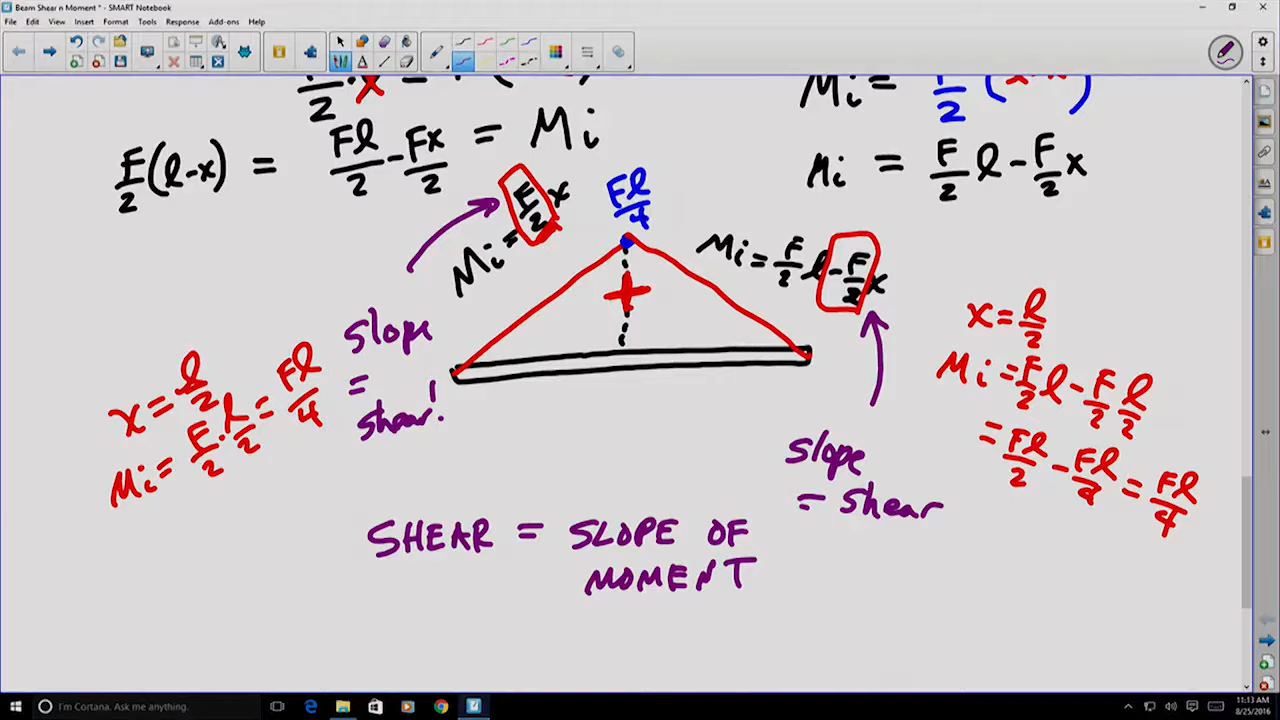 Beam Shear n Moment * - SMART Notebook
File Edit View Insert Format Tools Response Add-ons Help
F/2 (l-x) = Fl/2 - Fx/2 = Mi
Mi = F/2
Mi = F/2 l - F/2 x
Mi = F/2 x
Fl/4
Mi = F/2 l - F/2 x
+
slope
=
shear!
x = l/2
Mi = F/2 · l/2 = Fl/4
x = l/2
Mi = F/2 l - F/2 l/2
= Fl/2 - Fl/4 = Fl/4
slope
= shear
SHEAR = SLOPE OF
MOMENT
I'm Cortana. Ask me anything.
11:13 AM
8/25/2016